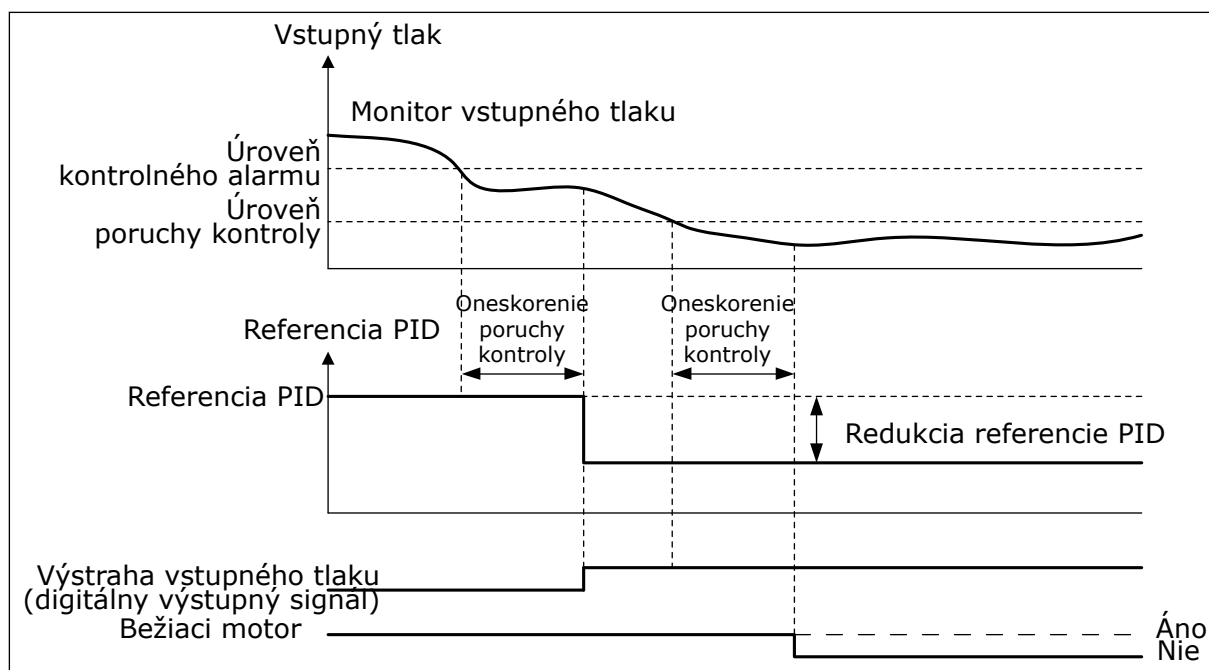 Vstupný tlak
Monitor vstupného tlaku
Úroveň
kontrolného alarmu
Úroveň
poruchy kontroly
Oneskorenie
poruchy
kontroly
Oneskorenie
poruchy
kontroly
Referencia PID
Referencia PID
Redukcia referencie PID
Výstraha vstupného tlaku
(digitálny výstupný signál)
Bežiaci motor
Áno
Nie